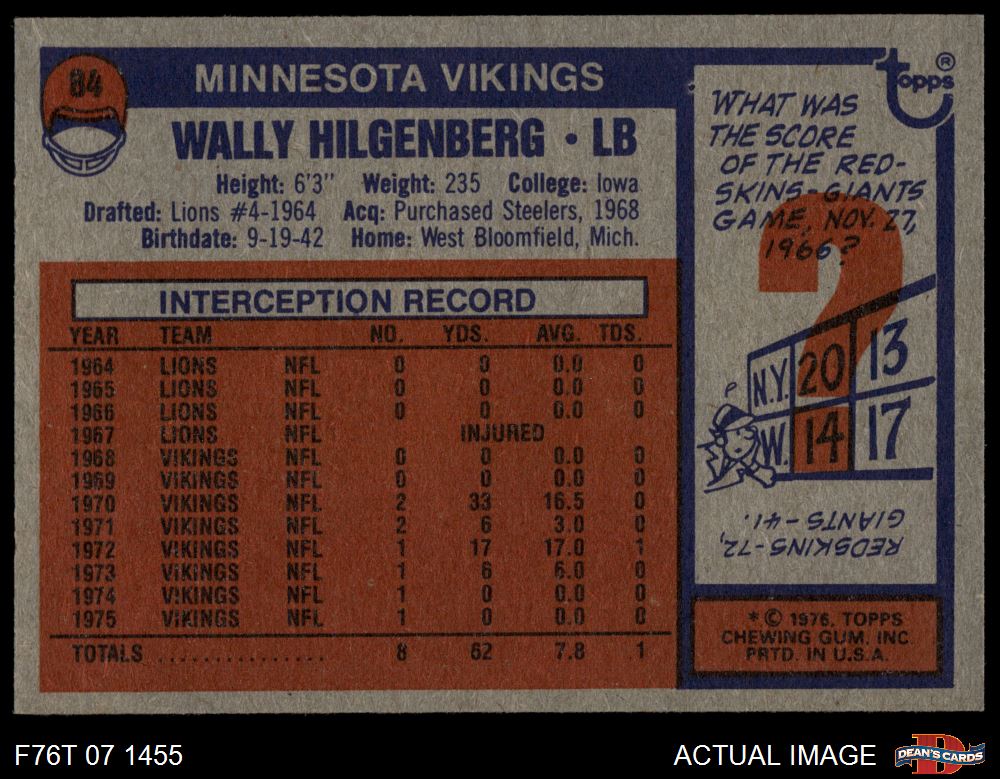 84
MINNESOTA VIKINGS
WALLY HILGENBERG • LB
Height: 6'3" Weight: 235 College: Iowa
Drafted: Lions #4-1964 Acq: Purchased Steelers, 1968
Birthdate: 9-19-42 Home: West Bloomfield, Mich.
INTERCEPTION RECORD
YEAR TEAM NO. YDS. AVG. TDS.
1964 LIONS NFL 0 0 0.0 0
1965 LIONS NFL 0 0 0.0 0
1966 LIONS NFL 0 0 0.0 0
1967 LIONS NFL INJURED
1968 VIKINGS NFL 0 0 0.0 0
1969 VIKINGS NFL 0 0 0.0 0
1970 VIKINGS NFL 2 33 16.5 0
1971 VIKINGS NFL 2 6 3.0 0
1972 VIKINGS NFL 1 17 17.0 1
1973 VIKINGS NFL 1 6 6.0 0
1974 VIKINGS NFL 1 0 0.0 0
1975 VIKINGS NFL 1 0 0.0 0
TOTALS ................ 8 62 7.8 1
topps ®
WHAT WAS
THE SCORE
OF THE RED-
SKINS-GIANTS
GAME, NOV. 27,
1966?
?
N.Y. 20 13
W. 14 17
REDSKINS-72,
GIANTS-41.
* © 1976. TOPPS
CHEWING GUM, INC.
PRTD. IN U.S.A.
F76T 07 1455
ACTUAL IMAGE
DEAN'S CARDS